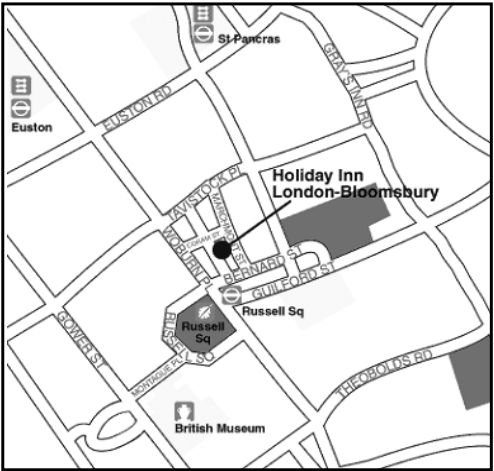 St Pancras
Euston
EUSTON RD
GRAY'S INN RD
TAVISTOCK PL
Holiday Inn
London-Bloomsbury
MARCHMONT ST
CORAM ST
WOBURN PL
BERNARD ST
GUILFORD ST
Russell Sq
Russell
Sq
RUSSELL SQ
GOWER ST
MONTAGUE PL
THEOBOLDS RD
British Museum